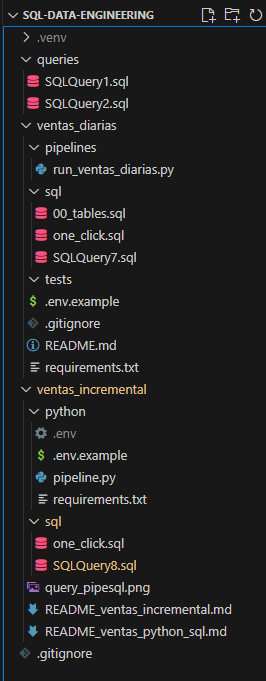 SQL-DATA-ENGINEERING
.venv
queries
SQLQuery1.sql
SQLQuery2.sql
ventas_diarias
pipelines
run_ventas_diarias.py
sql
00_tables.sql
one_click.sql
SQLQuery7.sql
tests
$ .env.example
.gitignore
README.md
requirements.txt
ventas_incremental
python
.env
$ .env.example
pipeline.py
requirements.txt
sql
one_click.sql
SQLQuery8.sql
query_pipesql.png
README_ventas_incremental.md
README_ventas_python_sql.md
.gitignore